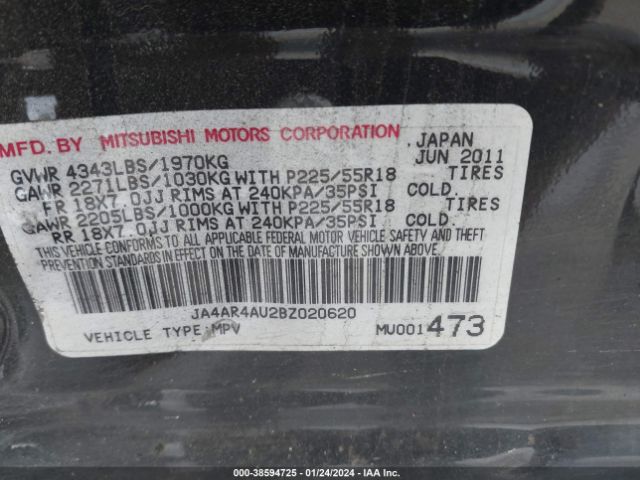 MFD. BY MITSUBISHI MOTORS CORPORATION JAPAN
GVWR 4343LBS/1970KG JUN 2011
GAWR 2271LBS/1030KG WITH P225/55R18 TIRES
FR 18X7.0JJ RIMS AT 240KPA/35PSI COLD.
GAWR 2205LBS/1000KG WITH P225/55R18 TIRES
RR 18X7.0JJ RIMS AT 240KPA/35PSI COLD.
THIS VEHICLE CONFORMS TO ALL APPLICABLE FEDERAL MOTOR VEHICLE SAFETY AND THEFT
PREVENTION STANDARDS IN EFFECT ON THE DATE OF MANUFACTURE SHOWN ABOVE.
JA4AR4AU2BZ020620
VEHICLE TYPE:MPV MU001473
000-38594725 - 01/24/2024 - IAA Inc.